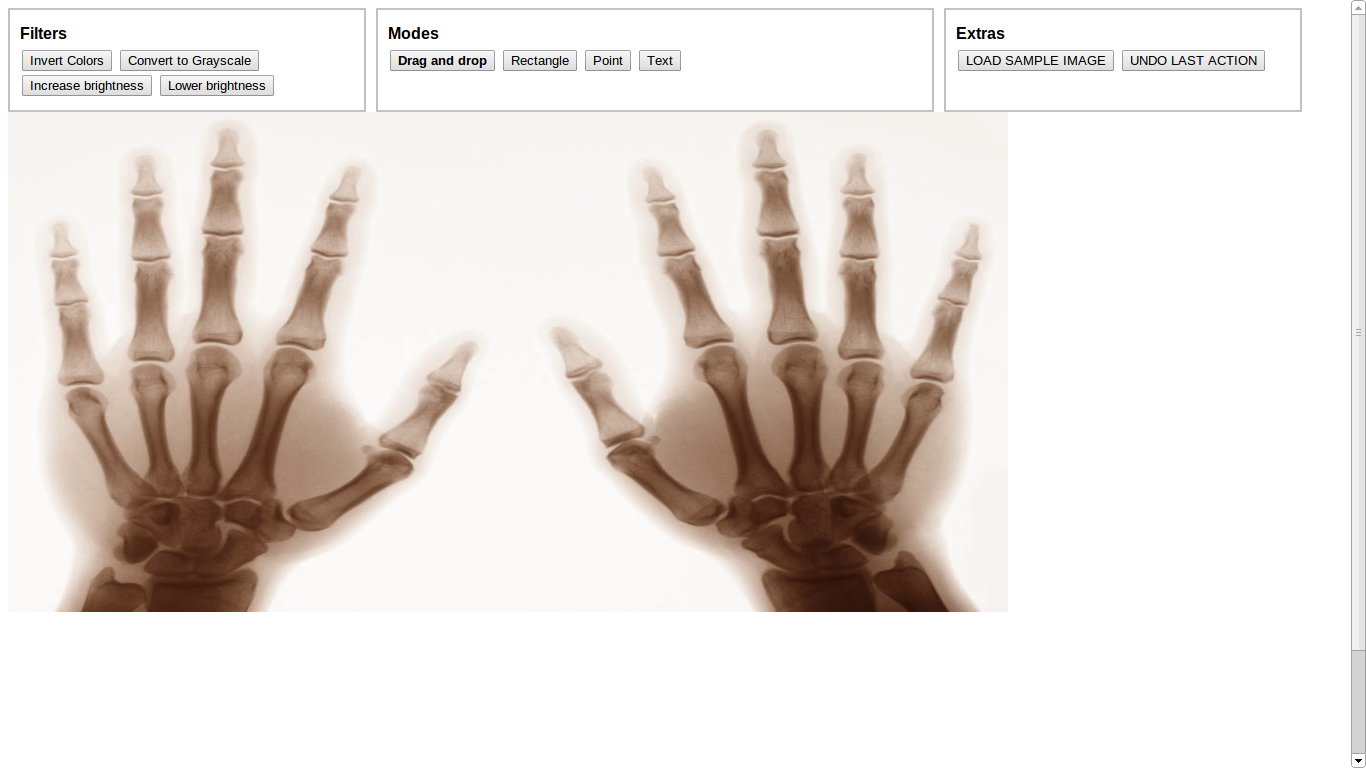 Filters
Invert Colors Convert to Grayscale
Increase brightness Lower brightness
Modes
Drag and drop Rectangle Point Text
Extras
LOAD SAMPLE IMAGE UNDO LAST ACTION